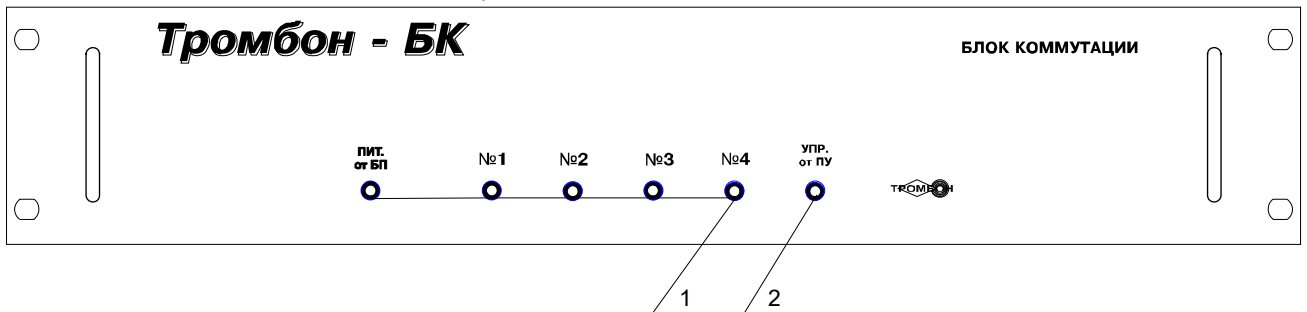 Тромбон - БК
БЛОК КОММУТАЦИИ
ПИТ.
от БП
№1 №2 №3 №4
УПР.
от ПУ
ТРОМБОН
1 2